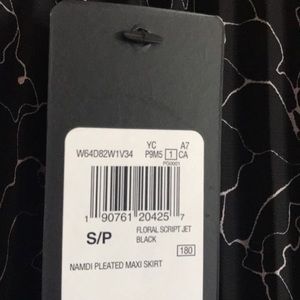 W64D82W1V34 YC A7
P9M5 1 CA
PG0001
1 90761 20425 7
S/P FLORAL SCRIPT JET
BLACK
180
NAMDI PLEATED MAXI SKIRT